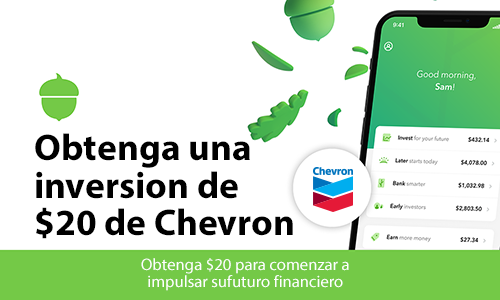 9:41
Good morning,
Sam!
Obtenga una
inversion de
$20 de Chevron
Chevron
Invest for your future $432.14
Later starts today $4,078.00
Bank smarter $1,032.98
Early investors $2,803.50
Earn more money $27.34
Obtenga $20 para comenzar a
impulsar sufuturo financiero